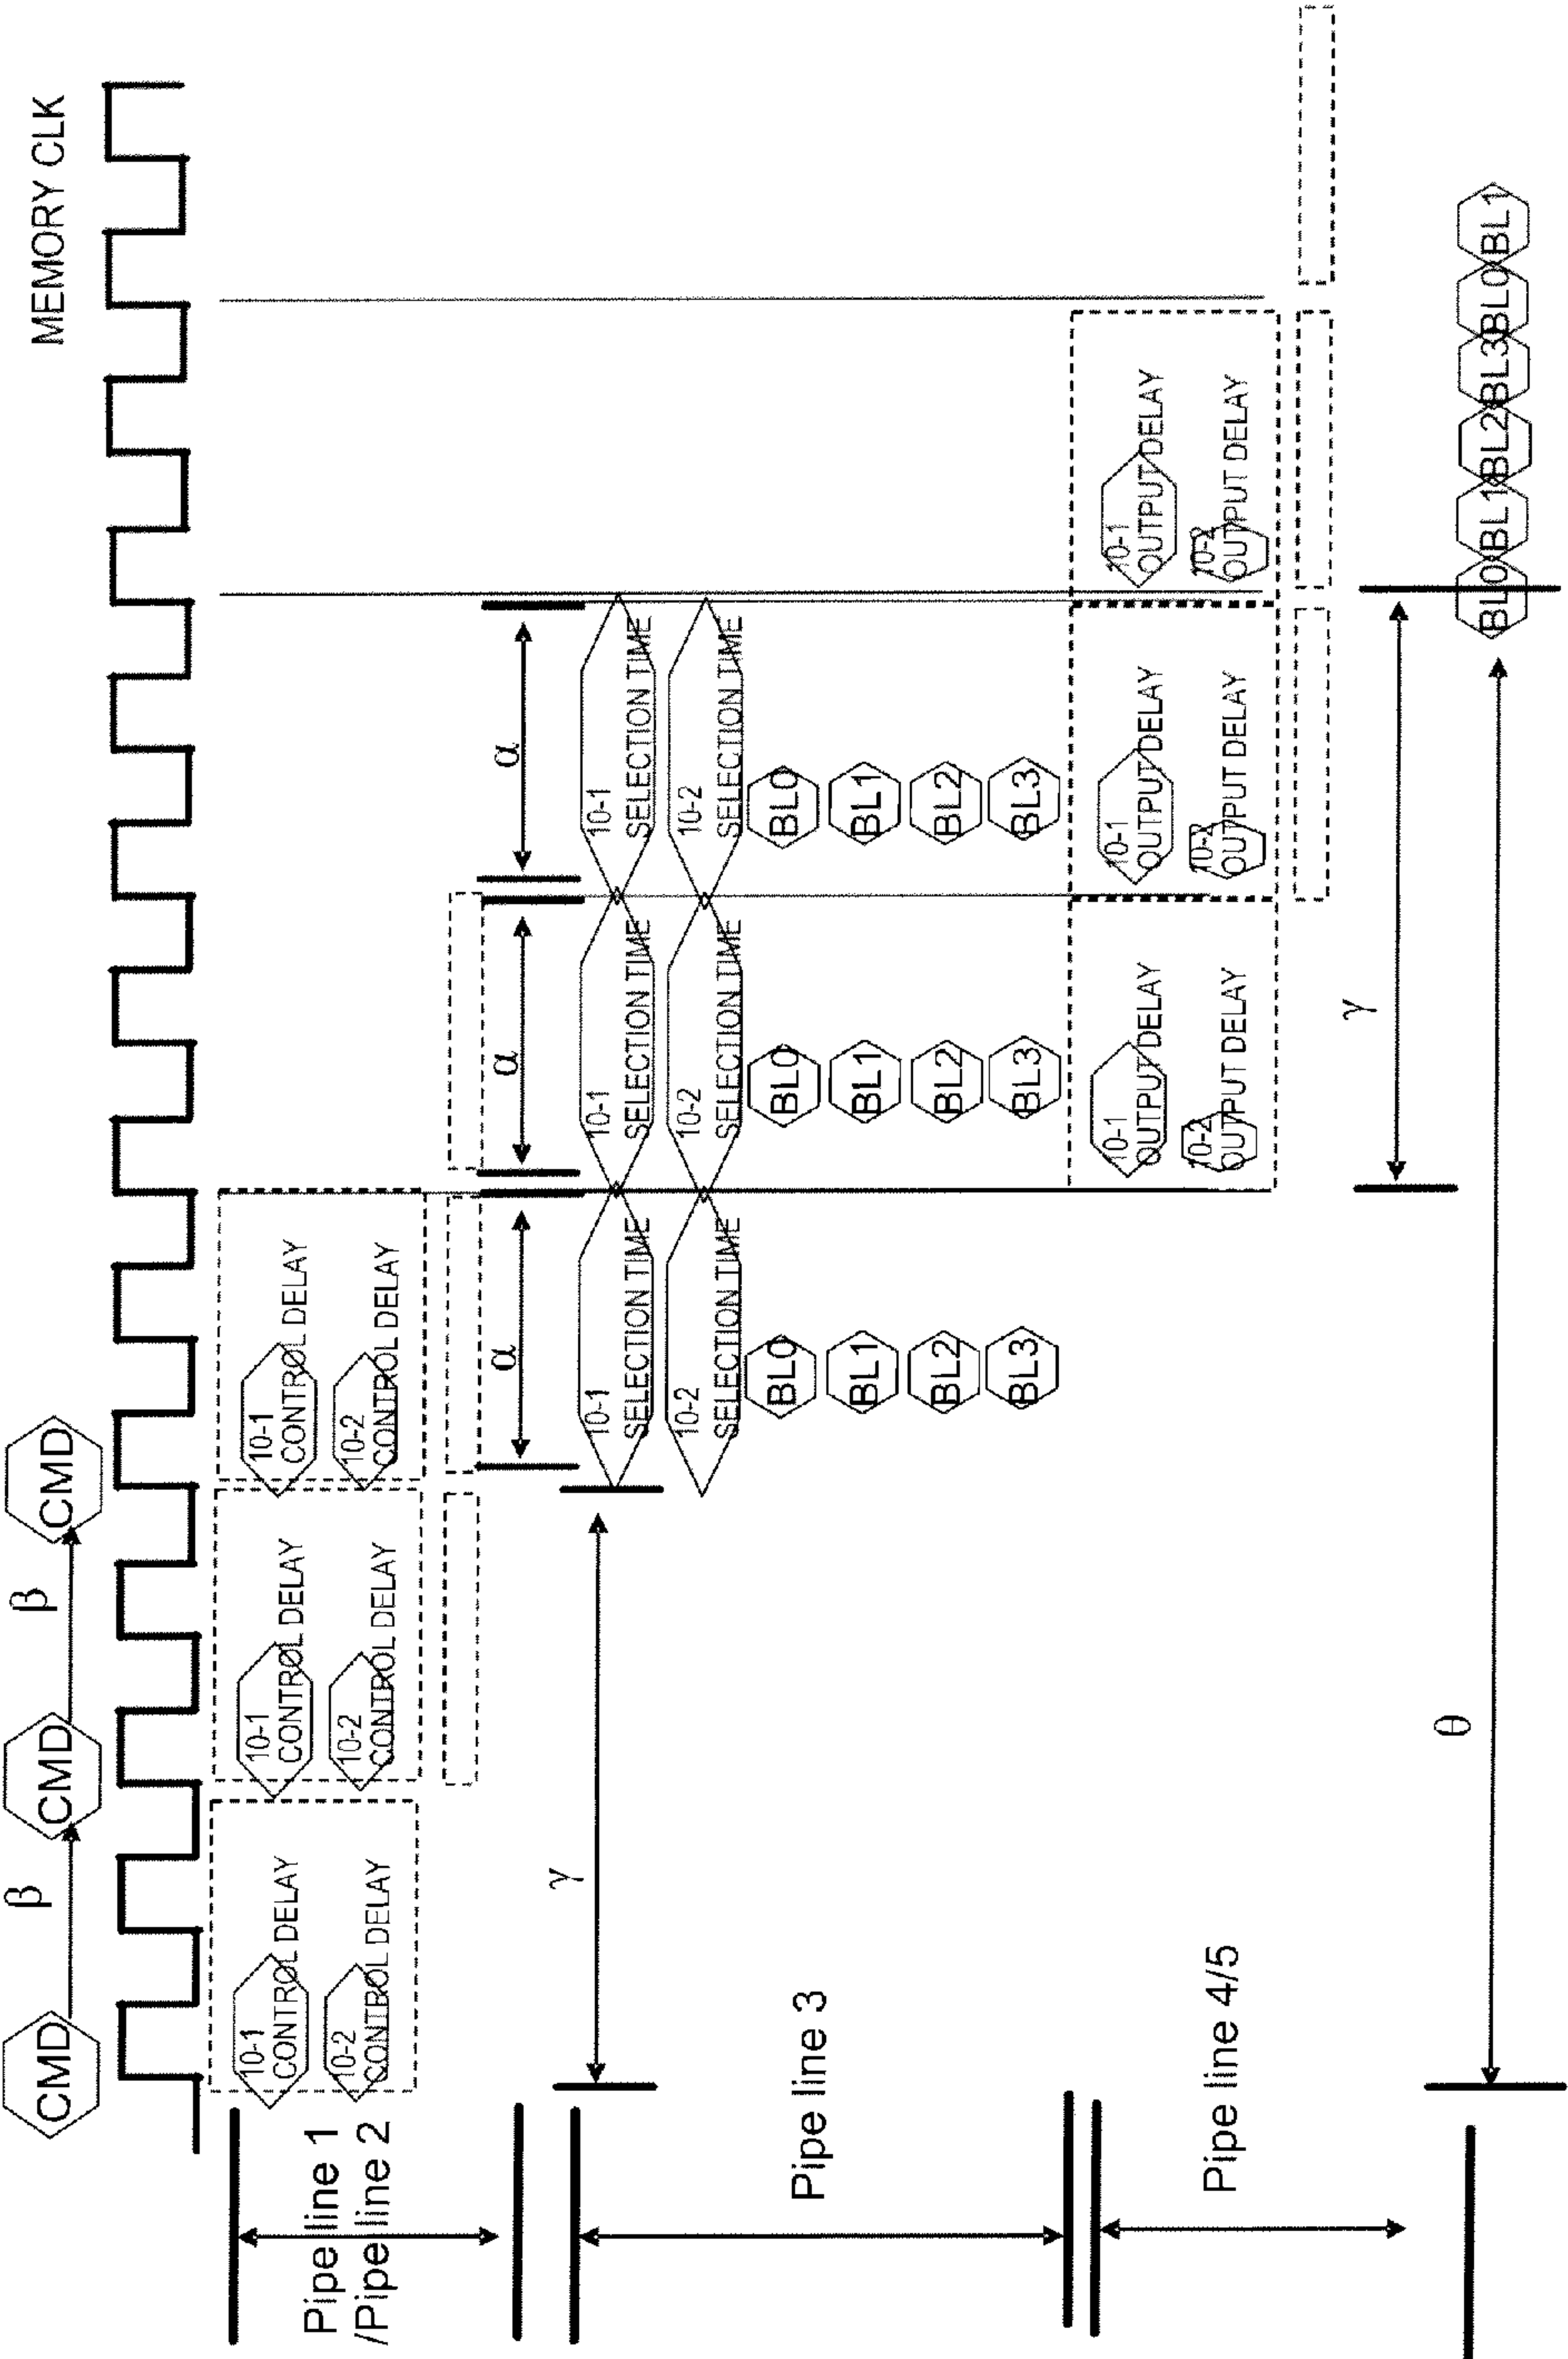 MEMORY CLK
β
β
CMD
CMD
CMD
Pipe line 1
/Pipe line 2
10-1
CONTROL DELAY
10-2
CONTROL DELAY
10-1
CONTROL DELAY
10-2
CONTROL DELAY
10-1
CONTROL DELAY
10-2
CONTROL DELAY
γ
α
α
α
Pipe line 3
10-1
SELECTION TIME
10-2
SELECTION TIME
BL0
BL1
BL2
BL3
10-1
SELECTION TIME
10-2
SELECTION TIME
BL0
BL1
BL2
BL3
10-1
SELECTION TIME
10-2
SELECTION TIME
BL0
BL1
BL2
BL3
Pipe line 4/5
10-1
OUTPUT DELAY
10-2
OUTPUT DELAY
10-1
OUTPUT DELAY
10-2
OUTPUT DELAY
10-1
OUTPUT DELAY
10-2
OUTPUT DELAY
γ
θ
BL0 BL1 BL2 BL3 BL0 BL1